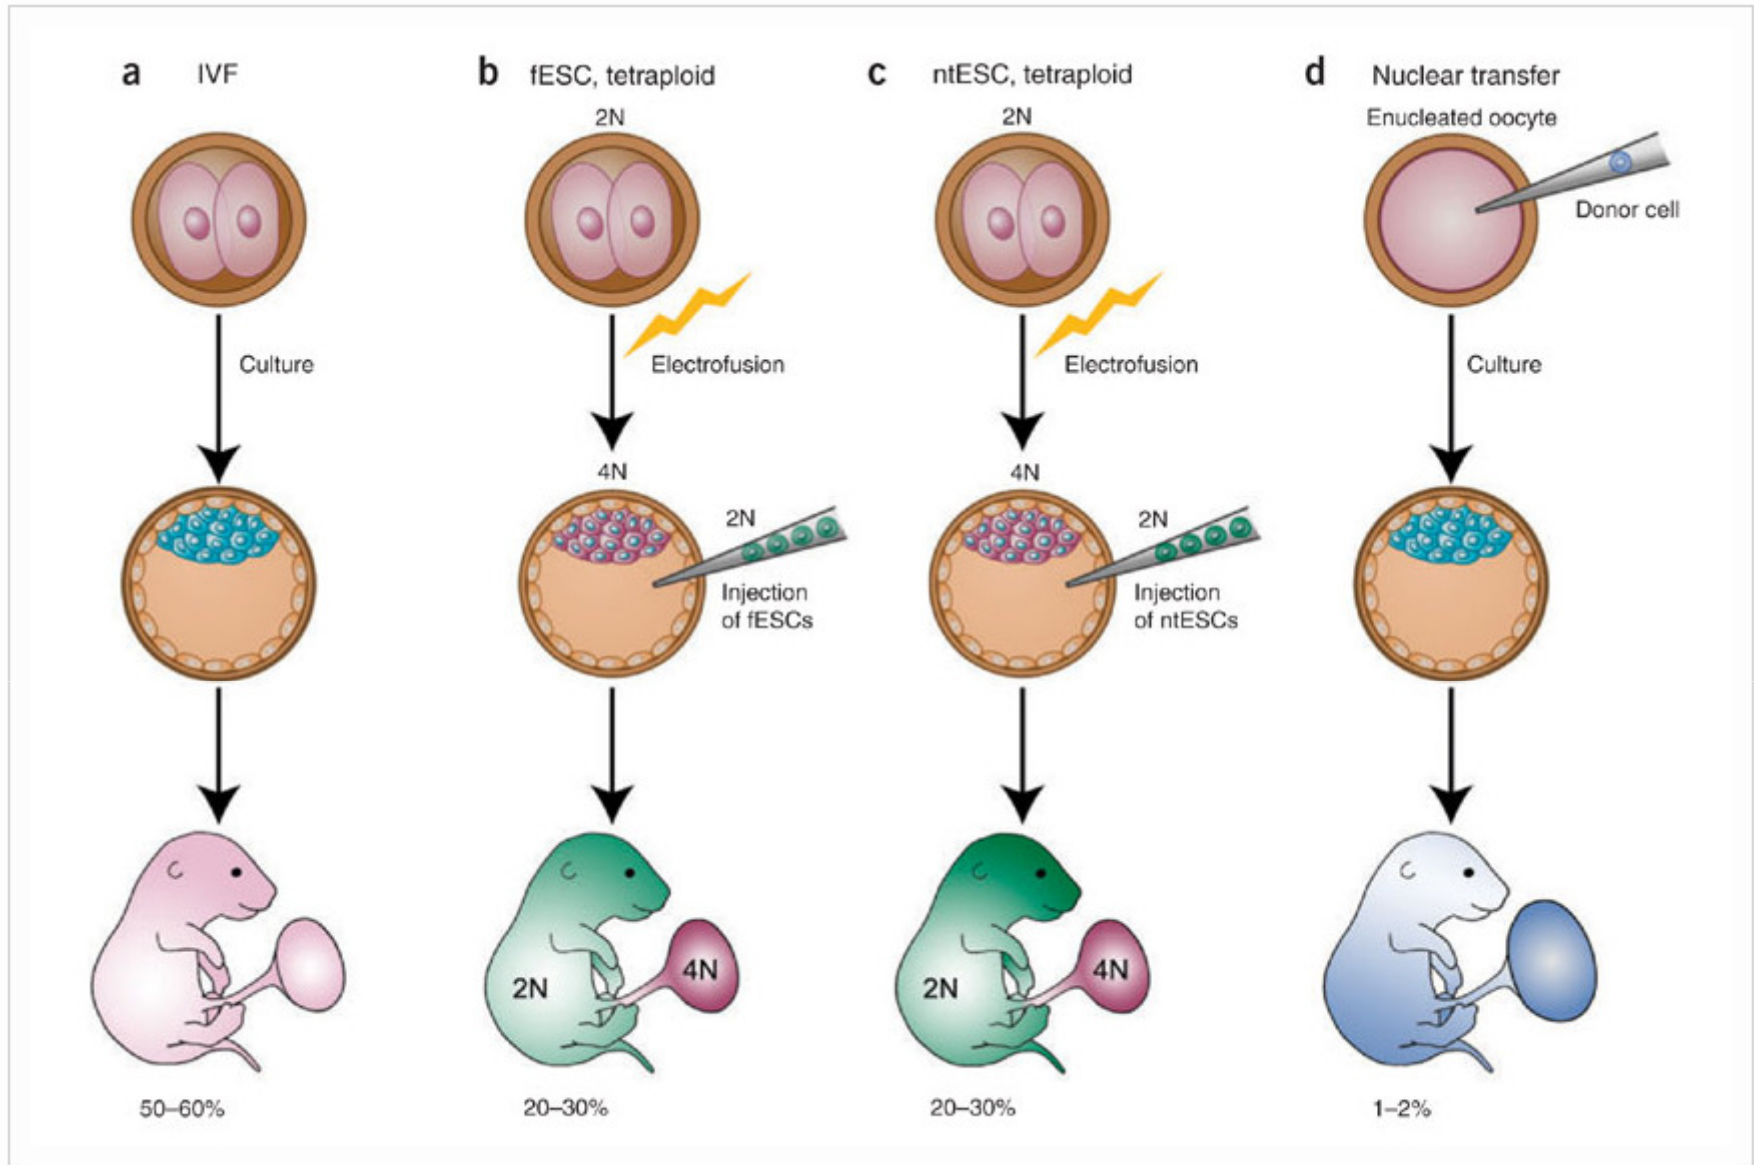 a IVF
b fESC, tetraploid
2N
c ntESC, tetraploid
2N
d Nuclear transfer
Enucleated oocyte
Donor cell
Culture
Electrofusion
Electrofusion
Culture
4N
2N
Injection
of fESCs
4N
2N
Injection
of ntESCs
2N
4N
2N
4N
50–60%
20–30%
20–30%
1–2%